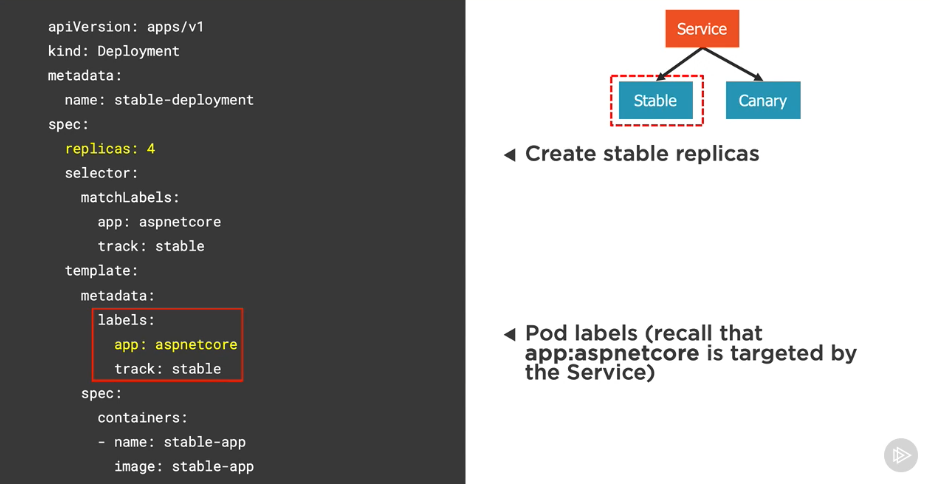 apiVersion: apps/v1
kind: Deployment
metadata:
  name: stable-deployment
spec:
  replicas: 4
  selector:
    matchLabels:
      app: aspnetcore
      track: stable
  template:
    metadata:
      labels:
        app: aspnetcore
        track: stable
    spec:
      containers:
      - name: stable-app
        image: stable-app
Service
Stable
Canary
Create stable replicas
Pod labels (recall that
app:aspnetcore is targeted by
the Service)